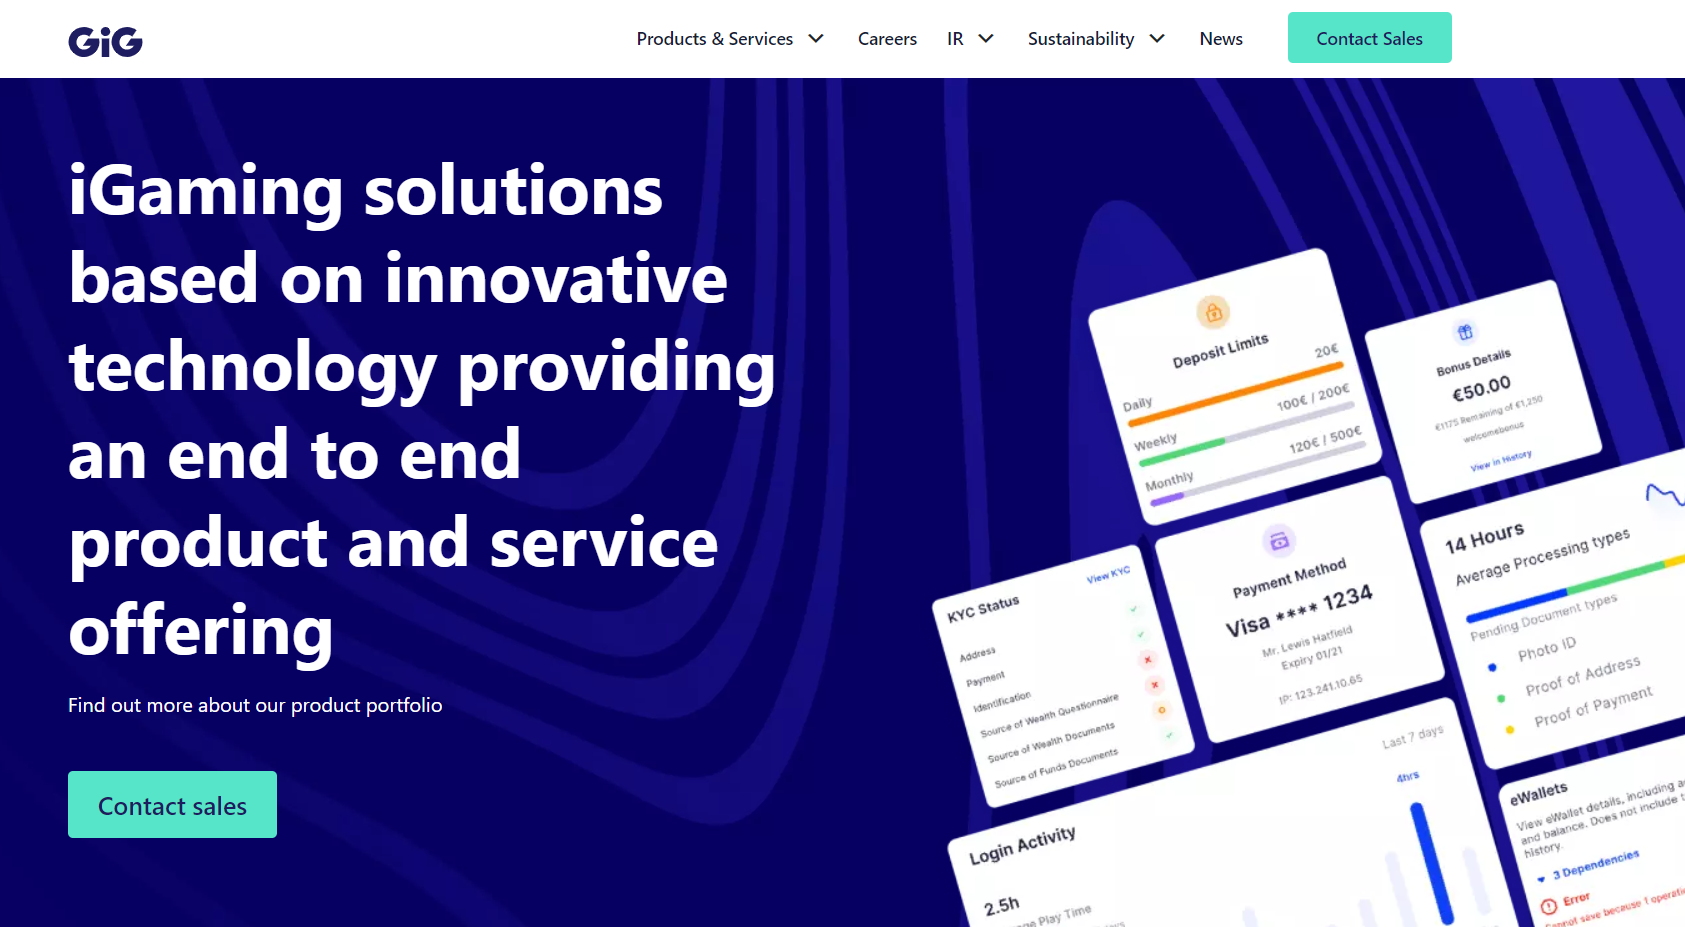 GiG
Products & Services
Careers
IR
Sustainability
News
Contact Sales
iGaming solutions
based on innovative
technology providing
an end to end
product and service
offering
Find out more about our product portfolio
Contact sales
Deposit Limits
20€
Daily
100€ / 200€
Weekly
120€ / 500€
Monthly
Bonus Details
€50.00
€1175 Remaining of €1,250
welcomebonus
View in History
KYC Status
View KYC
Address
Payment
Identification
Source of Wealth Questionnaire
Source of Wealth Documents
Source of Funds Documents
Payment Method
Visa **** 1234
Mr. Lewis Hatfield
Expiry 01/21
IP: 123.241.10.65
14 Hours
Average Processing types
Pending Document types
Photo ID
Proof of Address
Proof of Payment
Login Activity
Last 7 days
4hrs
2.5h
Play Time
eWallets
View eWallet details, including
and balance. Does not include
history.
3 Dependencies
Error
Cannot save because 1